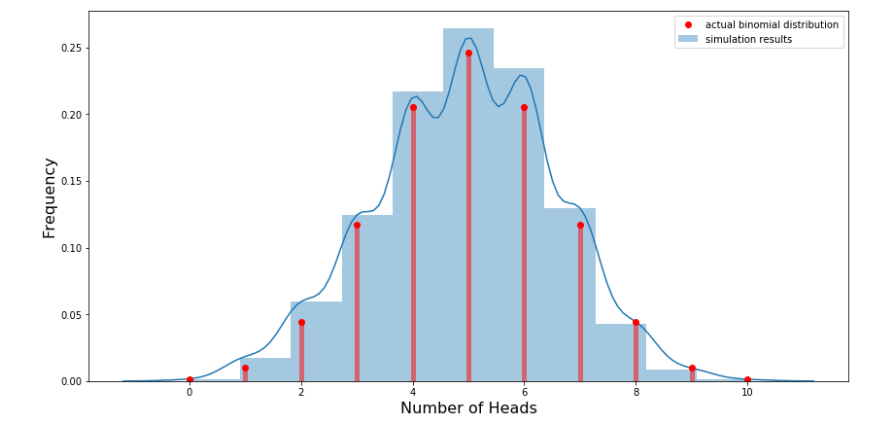 actual binomial distribution
simulation results
0.25
0.20
0.15
0.10
0.05
0.00
Frequency
0 2 4 6 8 10
Number of Heads